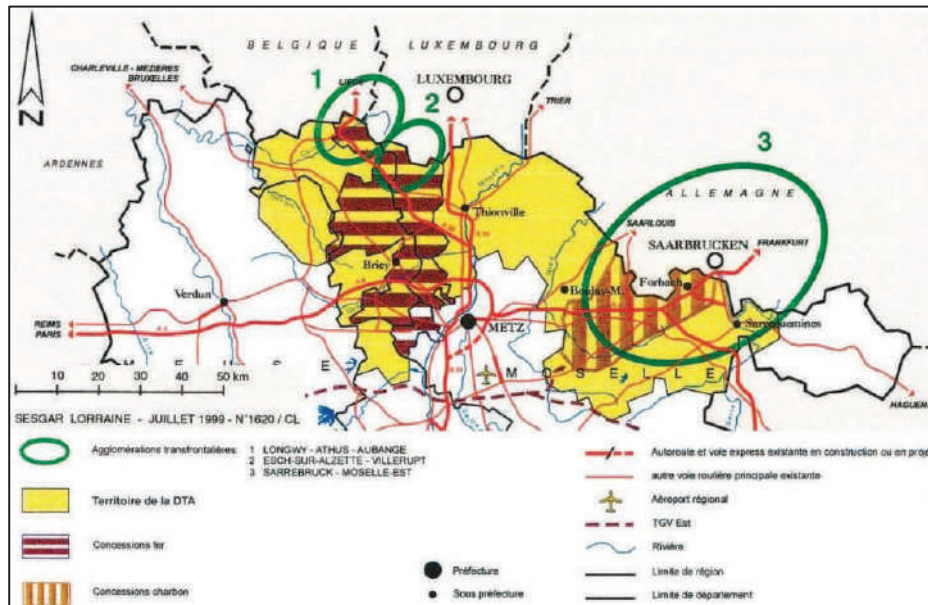 BELGIQUE
LUXEMBOURG
CHARLEVILLE - MEZIERES
BRUXELLES
1
LIEGE
LUXEMBOURG
2
TRIER
3
N
ARDENNES
ALLEMAGNE
Thionville
SAARLOUIS
SAARBRUCKEN
FRANKFURT
Briey
Forbach
Verdun
Boulay-M.
REIMS
PARIS
METZ
Sarreguemines
M E U S E
M O S E L L E
0 10 20 30 40 50 km
SESGAR LORRAINE - JUILLET 1999 - N°1620 / CL
Agglomérations transfrontalières
1 LONGWY - ATHUS - AUBANGE
2 ESCH-SUR-ALZETTE - VILLERUPT
3 SARREBRUCK - MOSELLE-EST
Territoire de la DTA
Concessions fer
Concessions charbon
Préfecture
Sous préfecture
Autoroute et voie express existante en construction ou en proje
autre voie routière principale existante
Aéroport régional
TGV Est
Rivière
Limite de région
Limite de département